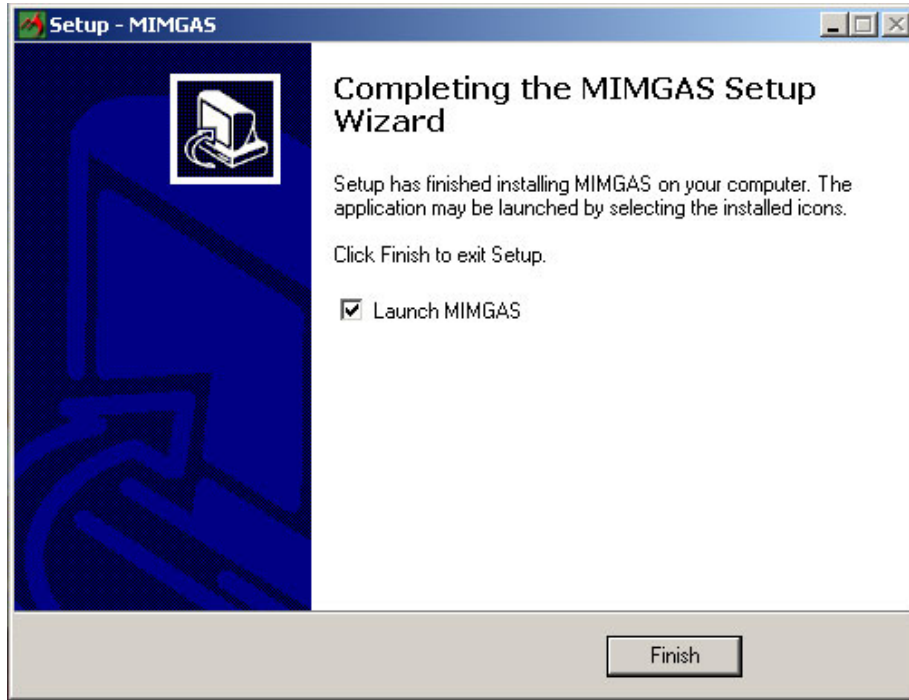 Setup - MIMGAS
Completing the MIMGAS Setup
Wizard
Setup has finished installing MIMGAS on your computer. The
application may be launched by selecting the installed icons.
Click Finish to exit Setup.
Launch MIMGAS
Finish